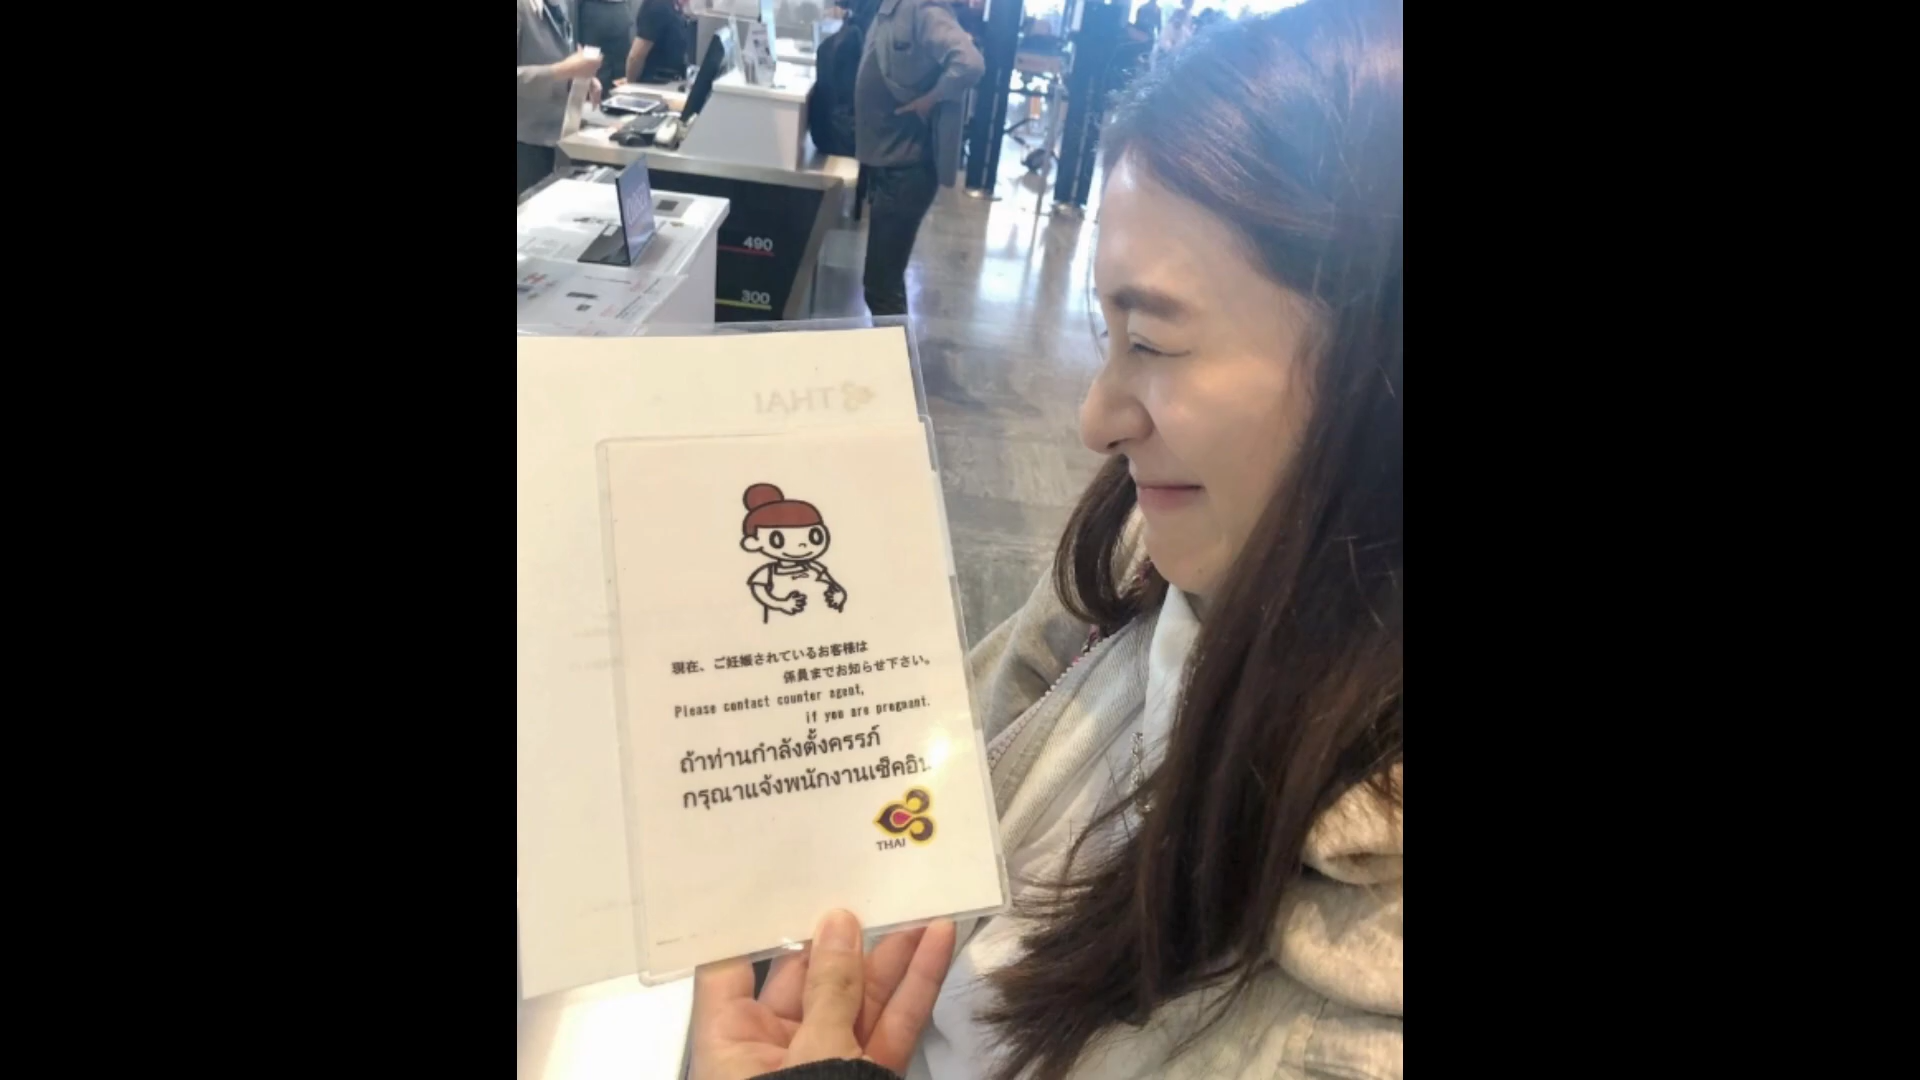 490
300
THAI
現在、ご妊娠されているお客様は
係員までお知らせ下さい。
Please contact counter agent,
if you are pregnant.
ถ้าท่านกำลังตั้งครรภ์
กรุณาแจ้งพนักงานเช็คอิน
THAI